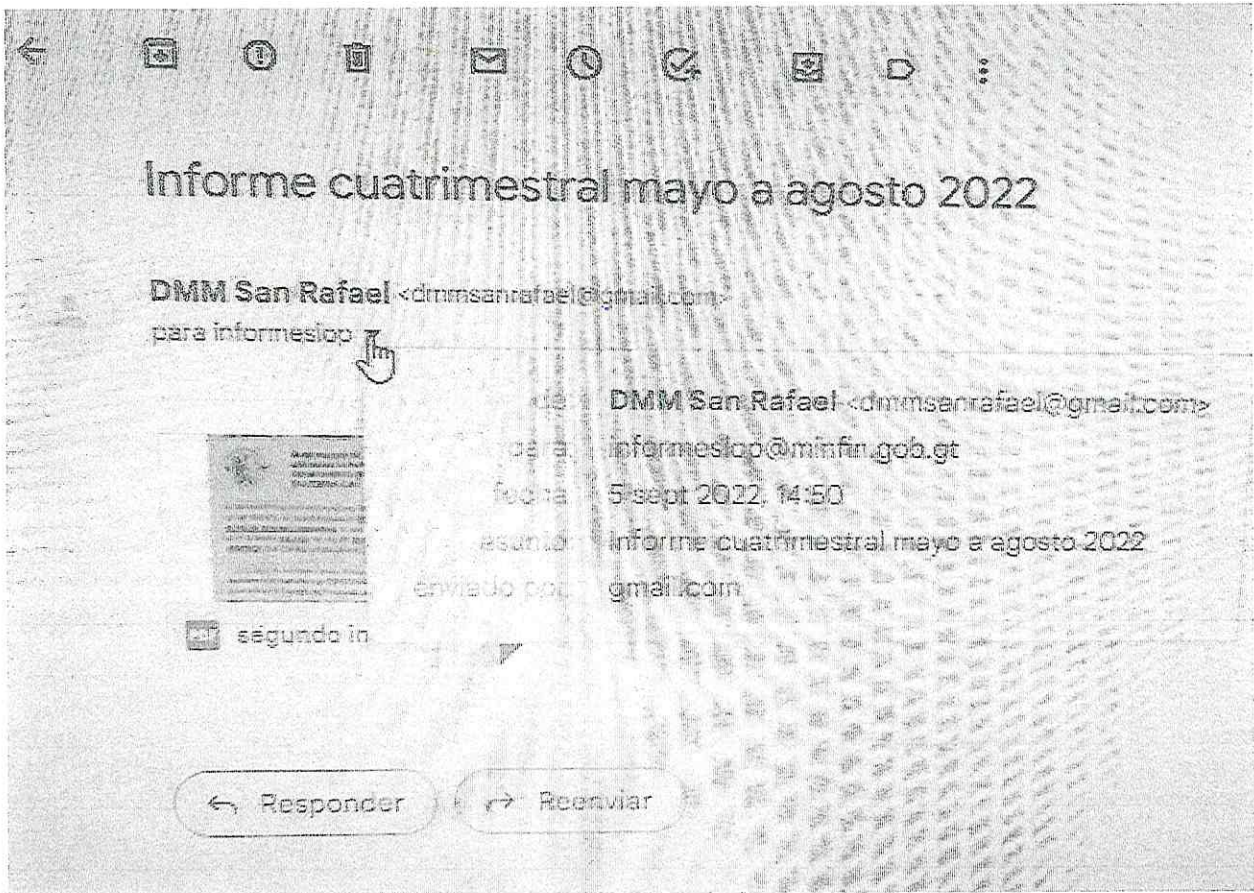 Informe cuatrimestral mayo a agosto 2022
DMM San Rafael <dmmsanrafael@gmail.com>
para informeslop
de: DMM San Rafael <dmmsanrafael@gmail.com>
para: informeslop@minfin.gob.gt
fecha: 5 sept 2022, 14:50
asunto: Informe cuatrimestral mayo a agosto 2022
enviado por: gmail.com
segundo in
Responder
Reenviar